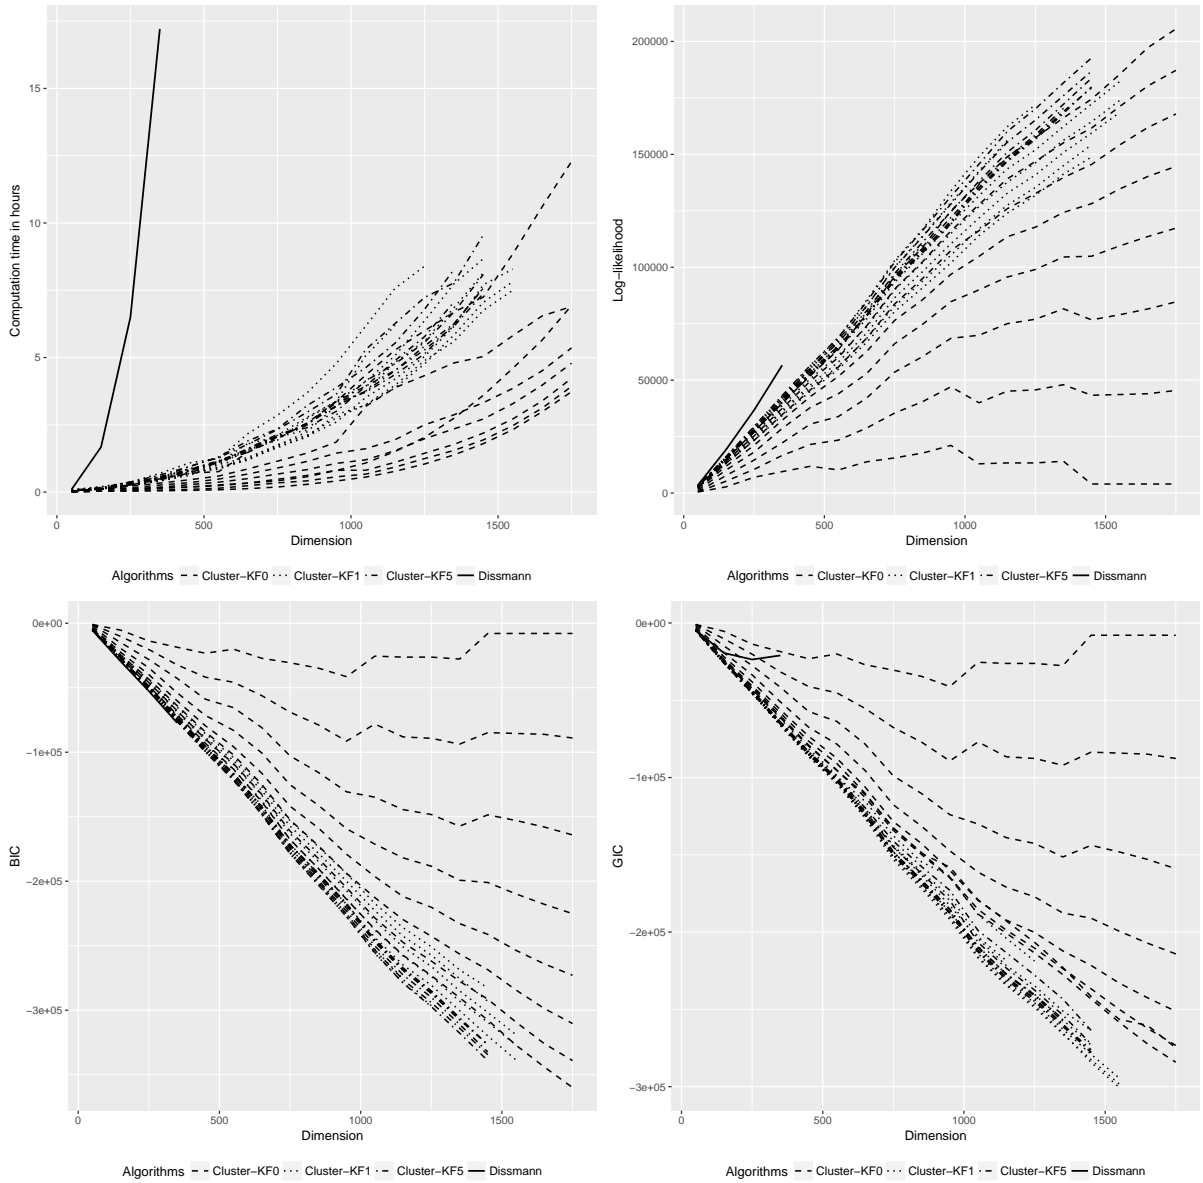 15
10
5
0
Computation time in hours
0 500 1000 1500
Dimension
Algorithms Cluster−KF0 Cluster−KF1 Cluster−KF5 Dissmann
200000
150000
100000
50000
0
Log−likelihood
0 500 1000 1500
Dimension
Algorithms Cluster−KF0 Cluster−KF1 Cluster−KF5 Dissmann
0e+00
−1e+05
−2e+05
−3e+05
BIC
0 500 1000 1500
Dimension
Algorithms Cluster−KF0 Cluster−KF1 Cluster−KF5 Dissmann
0e+00
−1e+05
−2e+05
−3e+05
GIC
0 500 1000 1500
Dimension
Algorithms Cluster−KF0 Cluster−KF1 Cluster−KF5 Dissmann